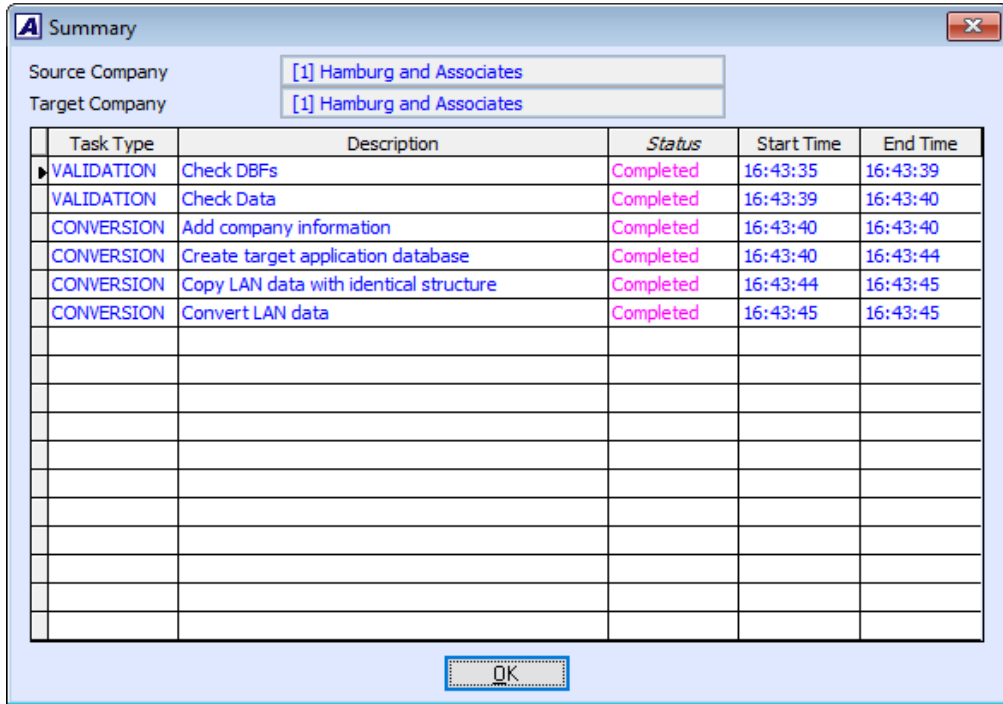 Summary
Source Company [1] Hamburg and Associates
Target Company [1] Hamburg and Associates
Task Type Description Status Start Time End Time
VALIDATION Check DBFs Completed 16:43:35 16:43:39
VALIDATION Check Data Completed 16:43:39 16:43:40
CONVERSION Add company information Completed 16:43:40 16:43:40
CONVERSION Create target application database Completed 16:43:40 16:43:44
CONVERSION Copy LAN data with identical structure Completed 16:43:44 16:43:45
CONVERSION Convert LAN data Completed 16:43:45 16:43:45
OK